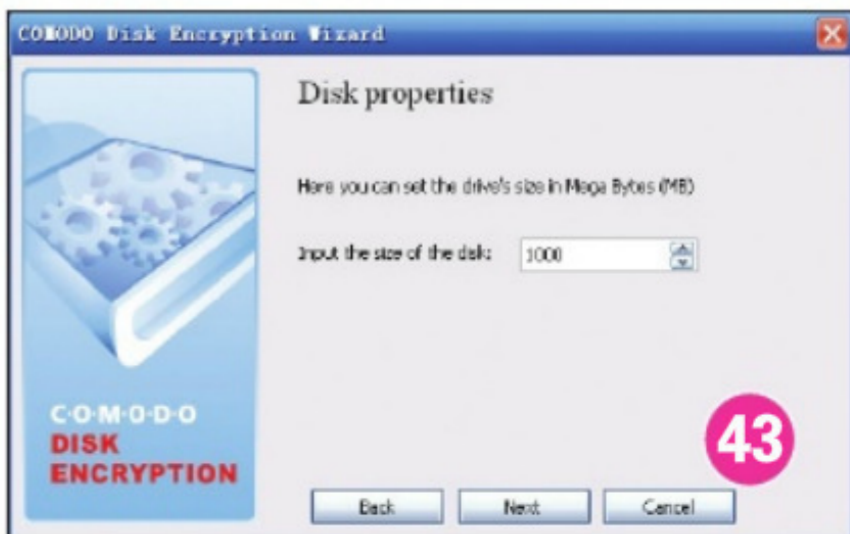 COMODO Disk Encryption Wizard
Disk properties
Here you can set the drive's size in Mega Bytes (MB)
Input the size of the disk: 1000
C·O·M·O·D·O
DISK
ENCRYPTION
43
Back Next Cancel